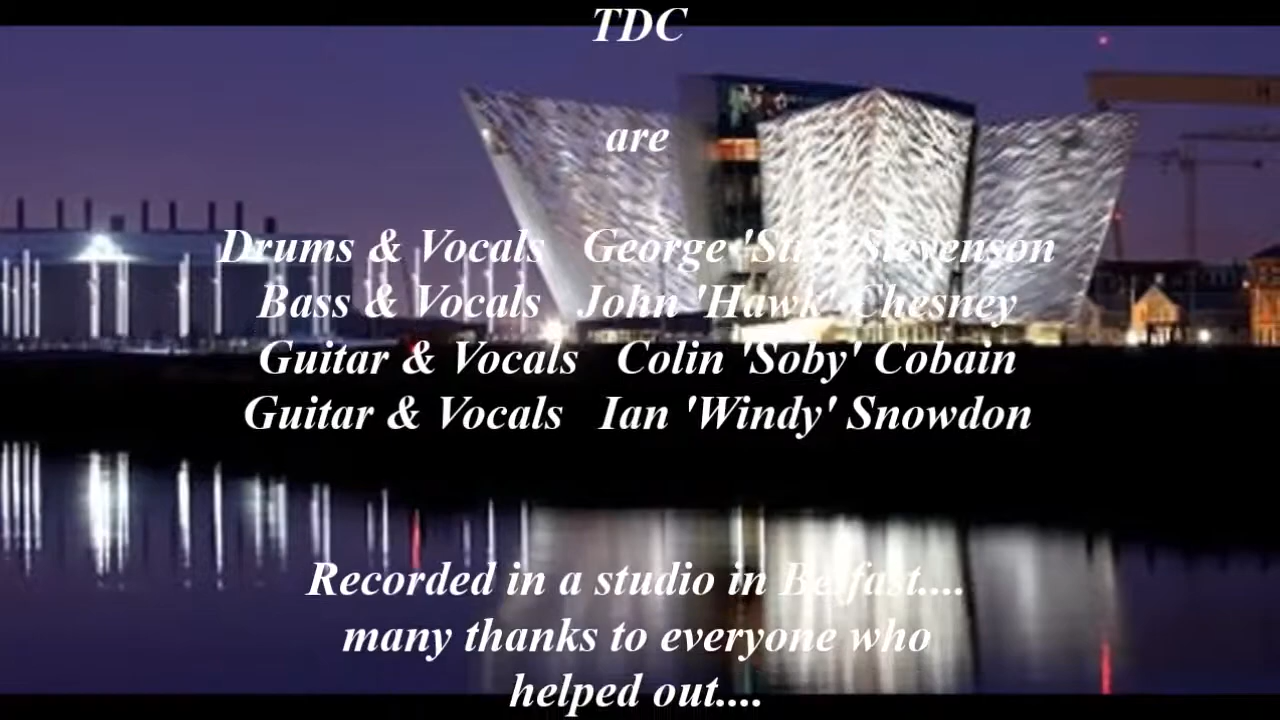 TDC
are
Drums & Vocals George 'Stix' Stevenson
Bass & Vocals John 'Hawk' Chesney
Guitar & Vocals Colin 'Soby' Cobain
Guitar & Vocals Ian 'Windy' Snowdon
Recorded in a studio in Belfast....
many thanks to everyone who
helped out....